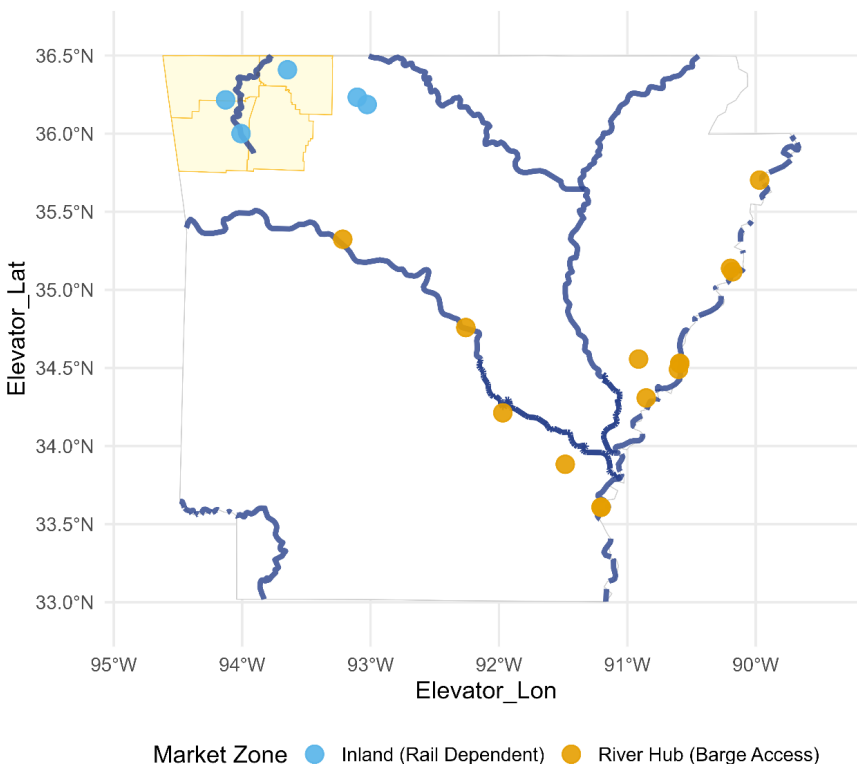 36.5°N
36.0°N
35.5°N
35.0°N
34.5°N
34.0°N
33.5°N
33.0°N
Elevator_Lat
95°W 94°W 93°W 92°W 91°W 90°W
Elevator_Lon
Market Zone Inland (Rail Dependent) River Hub (Barge Access)